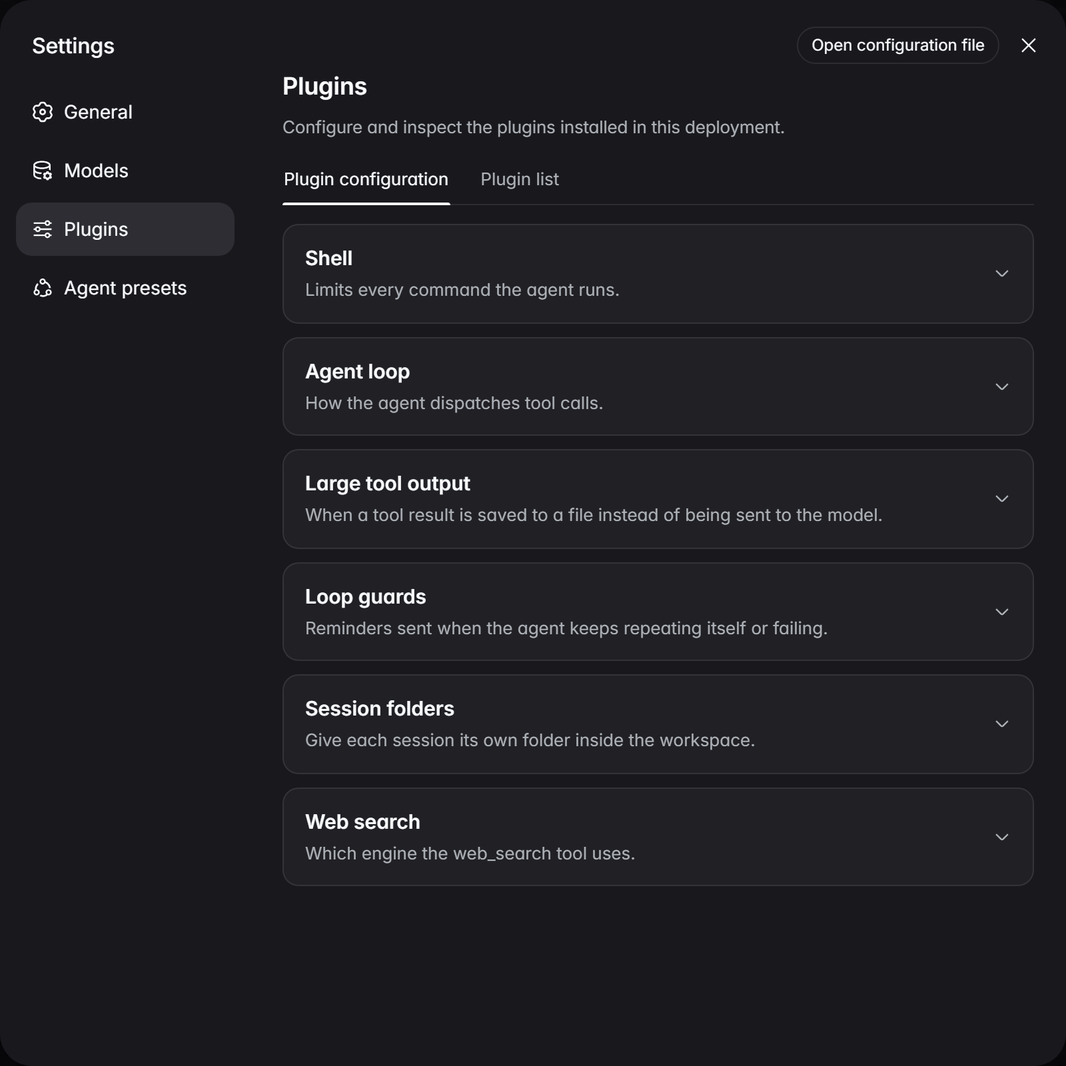 Settings
Open configuration file
General
Models
Plugins
Agent presets
Plugins
Configure and inspect the plugins installed in this deployment.
Plugin configuration
Plugin list
Shell
Limits every command the agent runs.
Agent loop
How the agent dispatches tool calls.
Large tool output
When a tool result is saved to a file instead of being sent to the model.
Loop guards
Reminders sent when the agent keeps repeating itself or failing.
Session folders
Give each session its own folder inside the workspace.
Web search
Which engine the web_search tool uses.